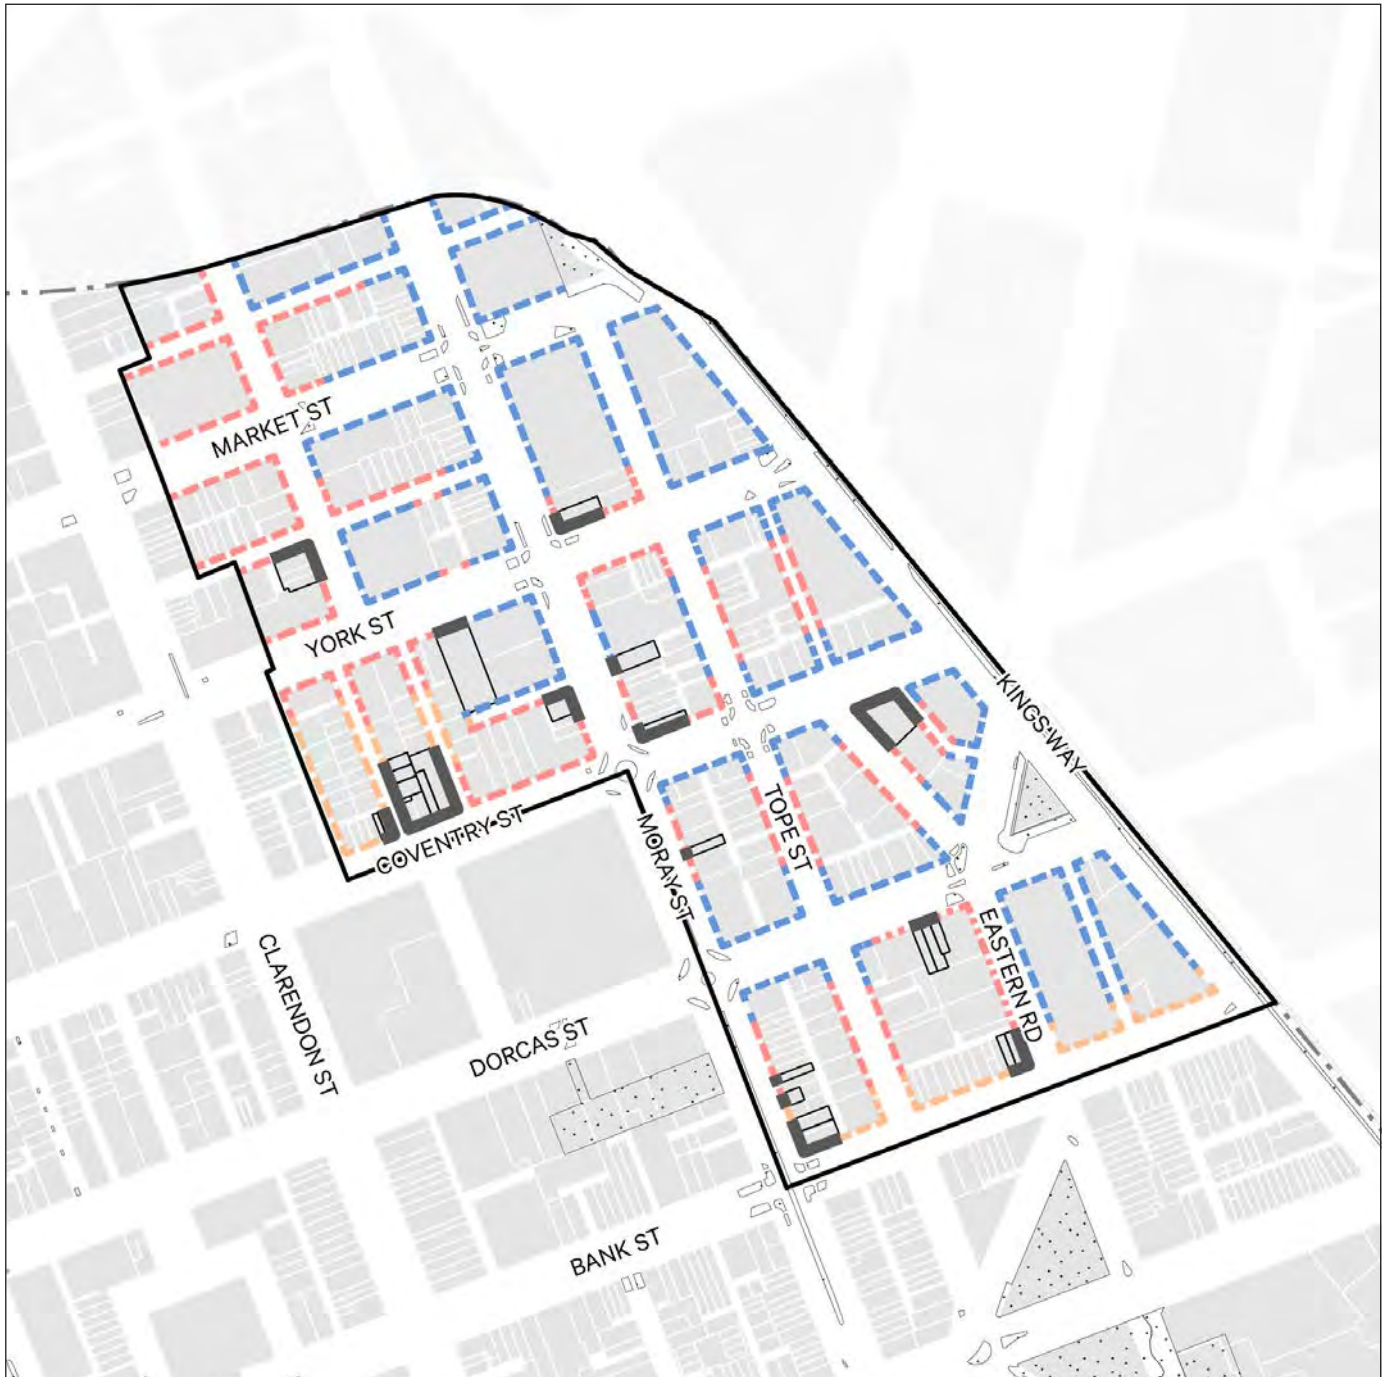 MARKET ST
YORK ST
KINGS WAY
COVENTRY ST
MORAY ST
TOPE ST
EASTERN RD
CLARENDON ST
DORCAS ST
BANK ST